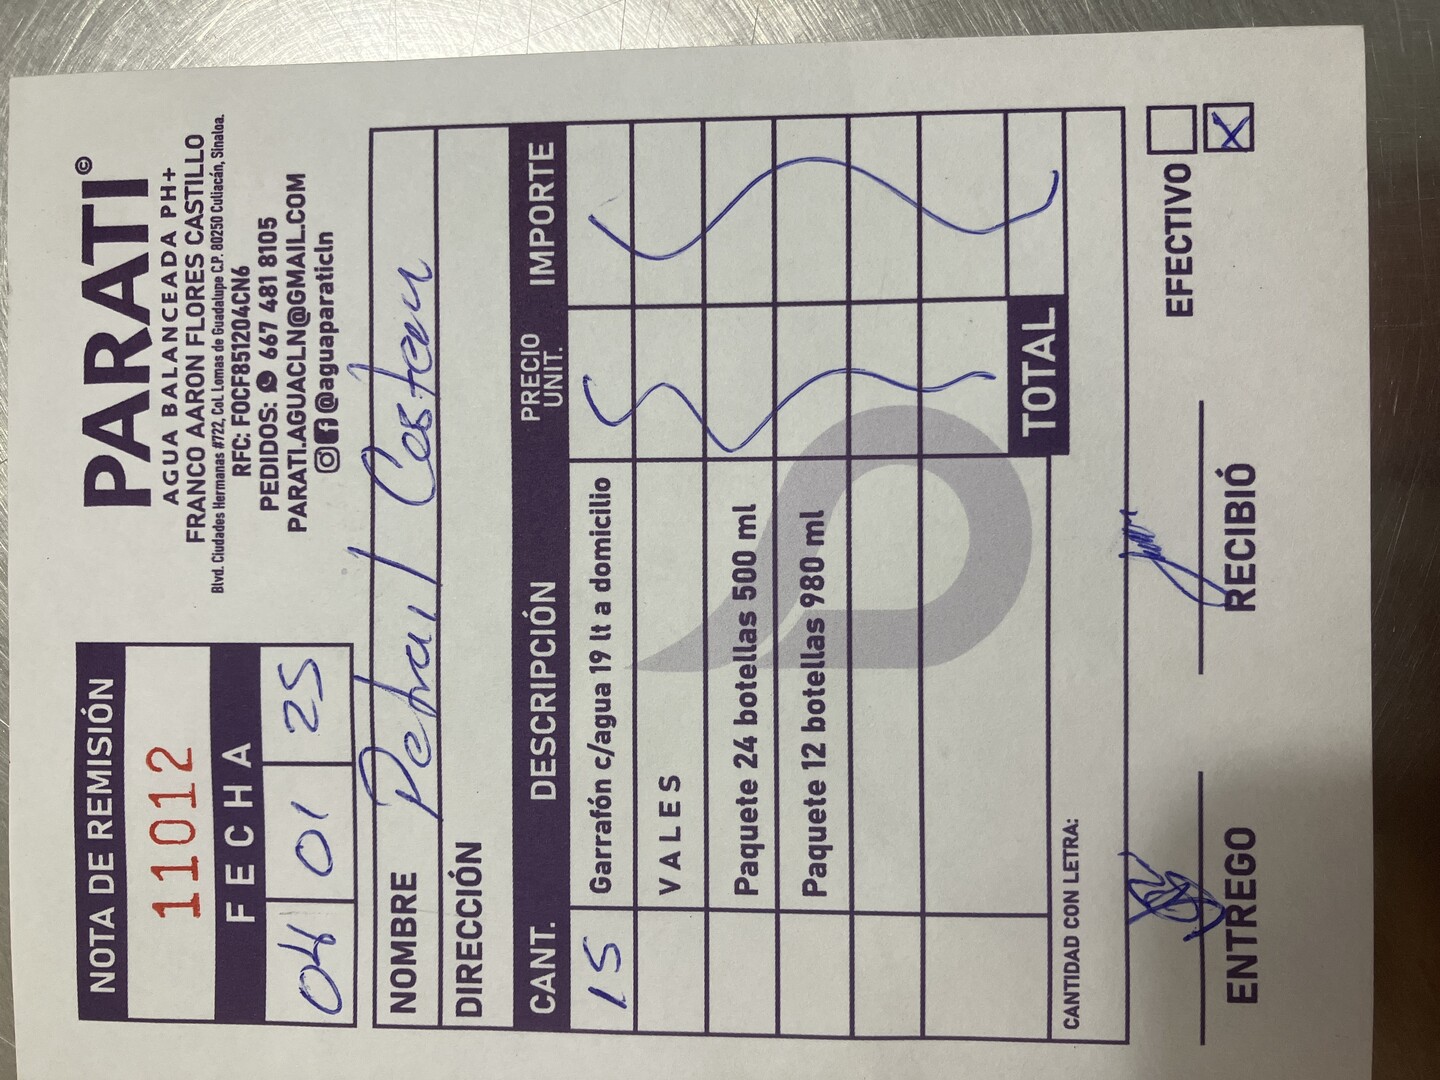 NOTA DE REMISIÓN
11012
FECHA
04 01 25
PARATI©
AGUA BALANCEADA PH+
FRANCO AARON FLORES CASTILLO
Blvd. Ciudades Hermanas #722, Col. Lomas de Guadalupe C.P. 80250 Culiacán, Sinaloa.
RFC: FOCF851204CN6
PEDIDOS: 667 481 8105
PARATI.AGUACLN@GMAIL.COM
@aguaparaticln
NOMBRE
DIRECCIÓN
CANT. DESCRIPCIÓN PRECIO UNIT. IMPORTE
15 Garrafón c/agua 19 lt a domicilio
VALES
Paquete 24 botellas 500 ml
Paquete 12 botellas 980 ml
TOTAL
CANTIDAD CON LETRA:
EFECTIVO
X
ENTREGO RECIBIÓ